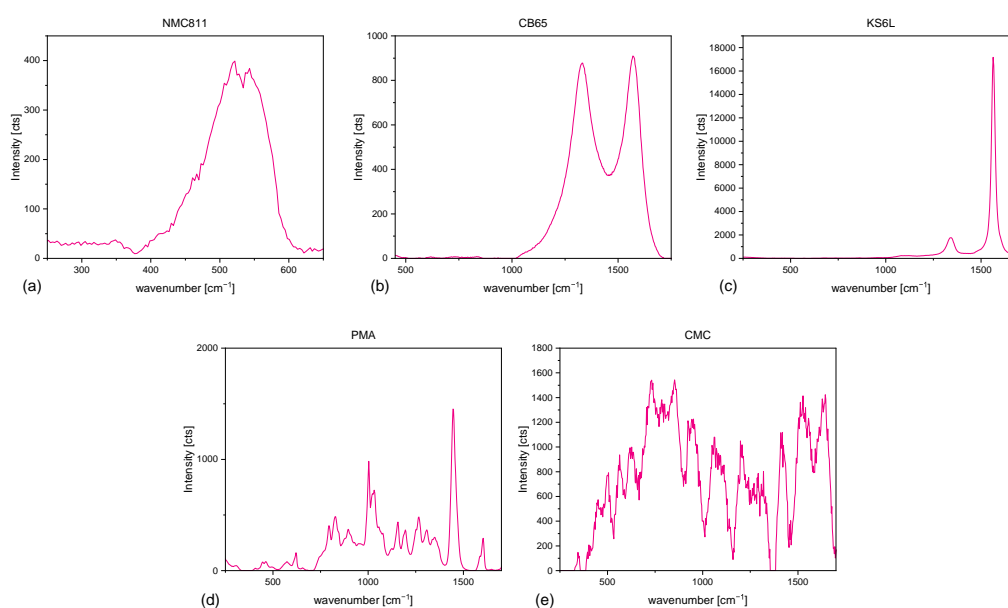 NMC811
Intensity [cts]
400
300
200
100
0
300
400
500
600
wavenumber [cm⁻¹]
(a)
CB65
Intensity [cts]
1000
800
600
400
200
0
500
1000
1500
wavenumber [cm⁻¹]
(b)
KS6L
Intensity [cts]
18000
16000
14000
12000
10000
8000
6000
4000
2000
0
500
1000
1500
wavenumber [cm⁻¹]
(c)
PMA
Intensity [cts]
2000
1000
0
500
1000
1500
wavenumber [cm⁻¹]
(d)
CMC
Intensity [cts]
1800
1600
1400
1200
1000
800
600
400
200
0
500
1000
1500
wavenumber [cm⁻¹]
(e)